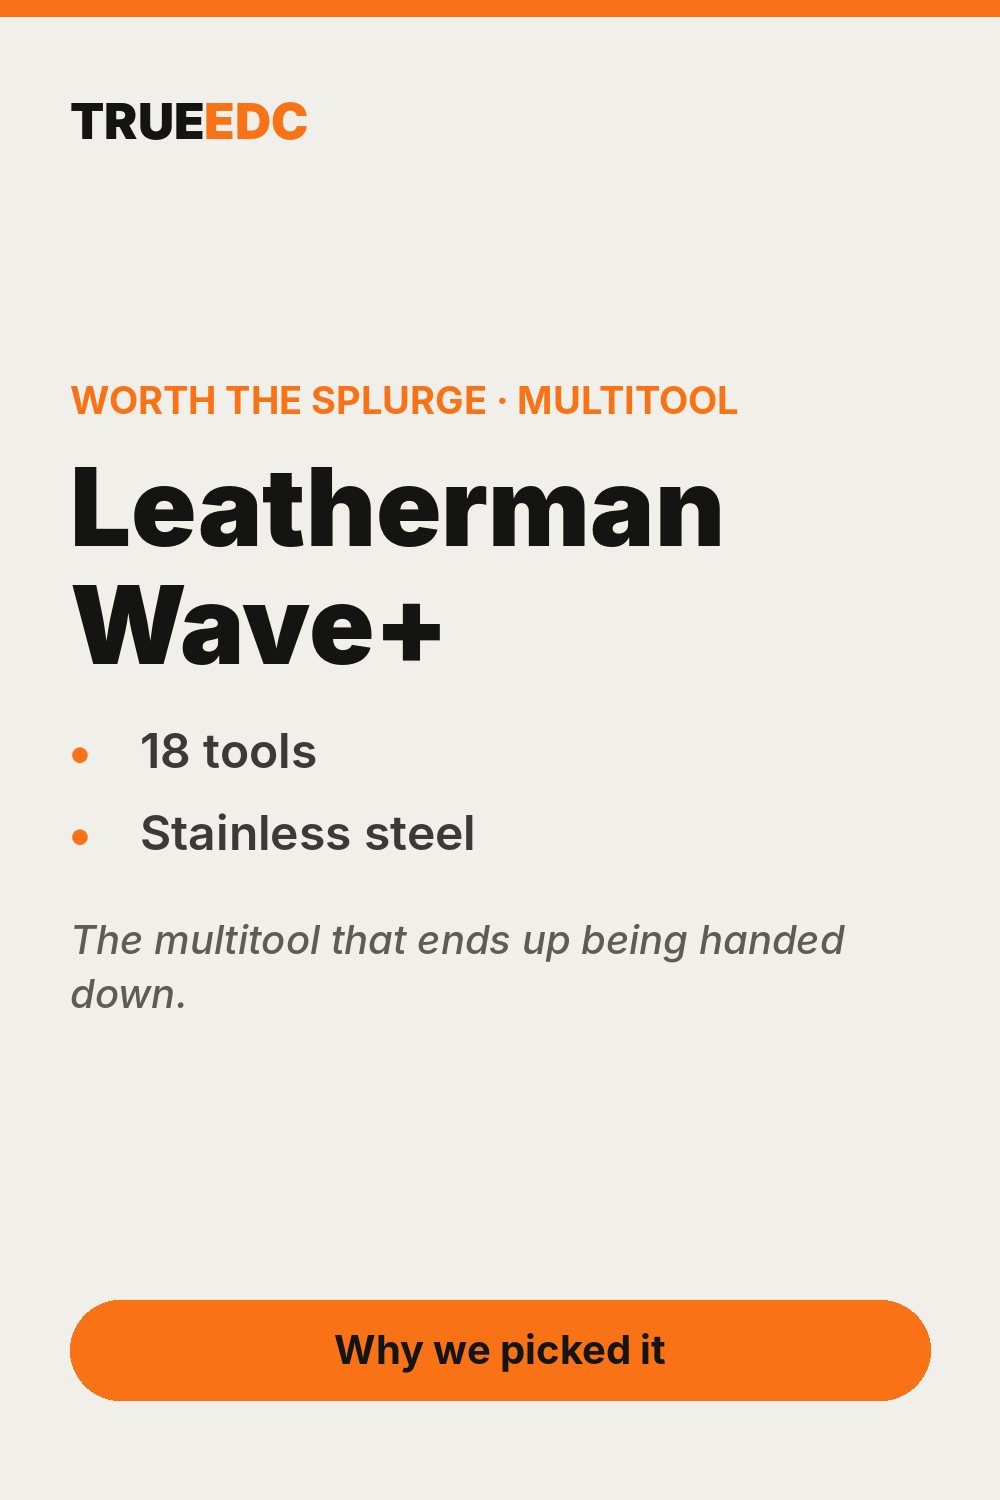 TRUEEDC
WORTH THE SPLURGE · MULTITOOL
Leatherman
Wave+
• 18 tools
• Stainless steel
The multitool that ends up being handed
down.
Why we picked it